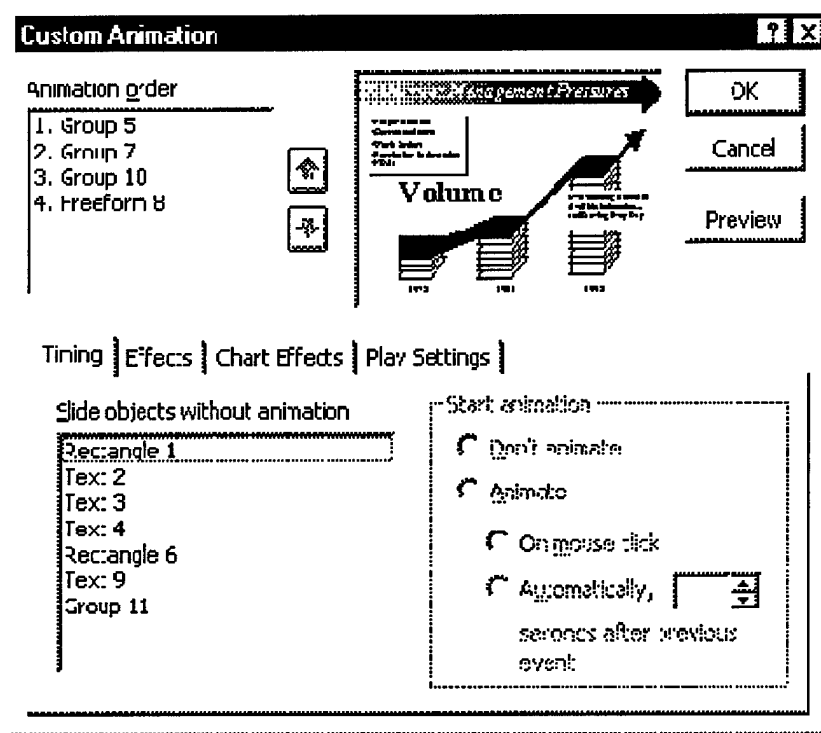 Custom Animation
Animation order
1. Group 5
2. Group 7
3. Group 10
4. Freeform 8
OK
Cancel
Preview
Management Pressures
Volume
Timing
Effects
Chart Effects
Play Settings
Slide objects without animation
Rectangle 1
Text 2
Text 3
Text 4
Rectangle 6
Text 9
Group 11
Start animation
Don't animate
Animate
On mouse click
Automatically,
seconds after previous
event